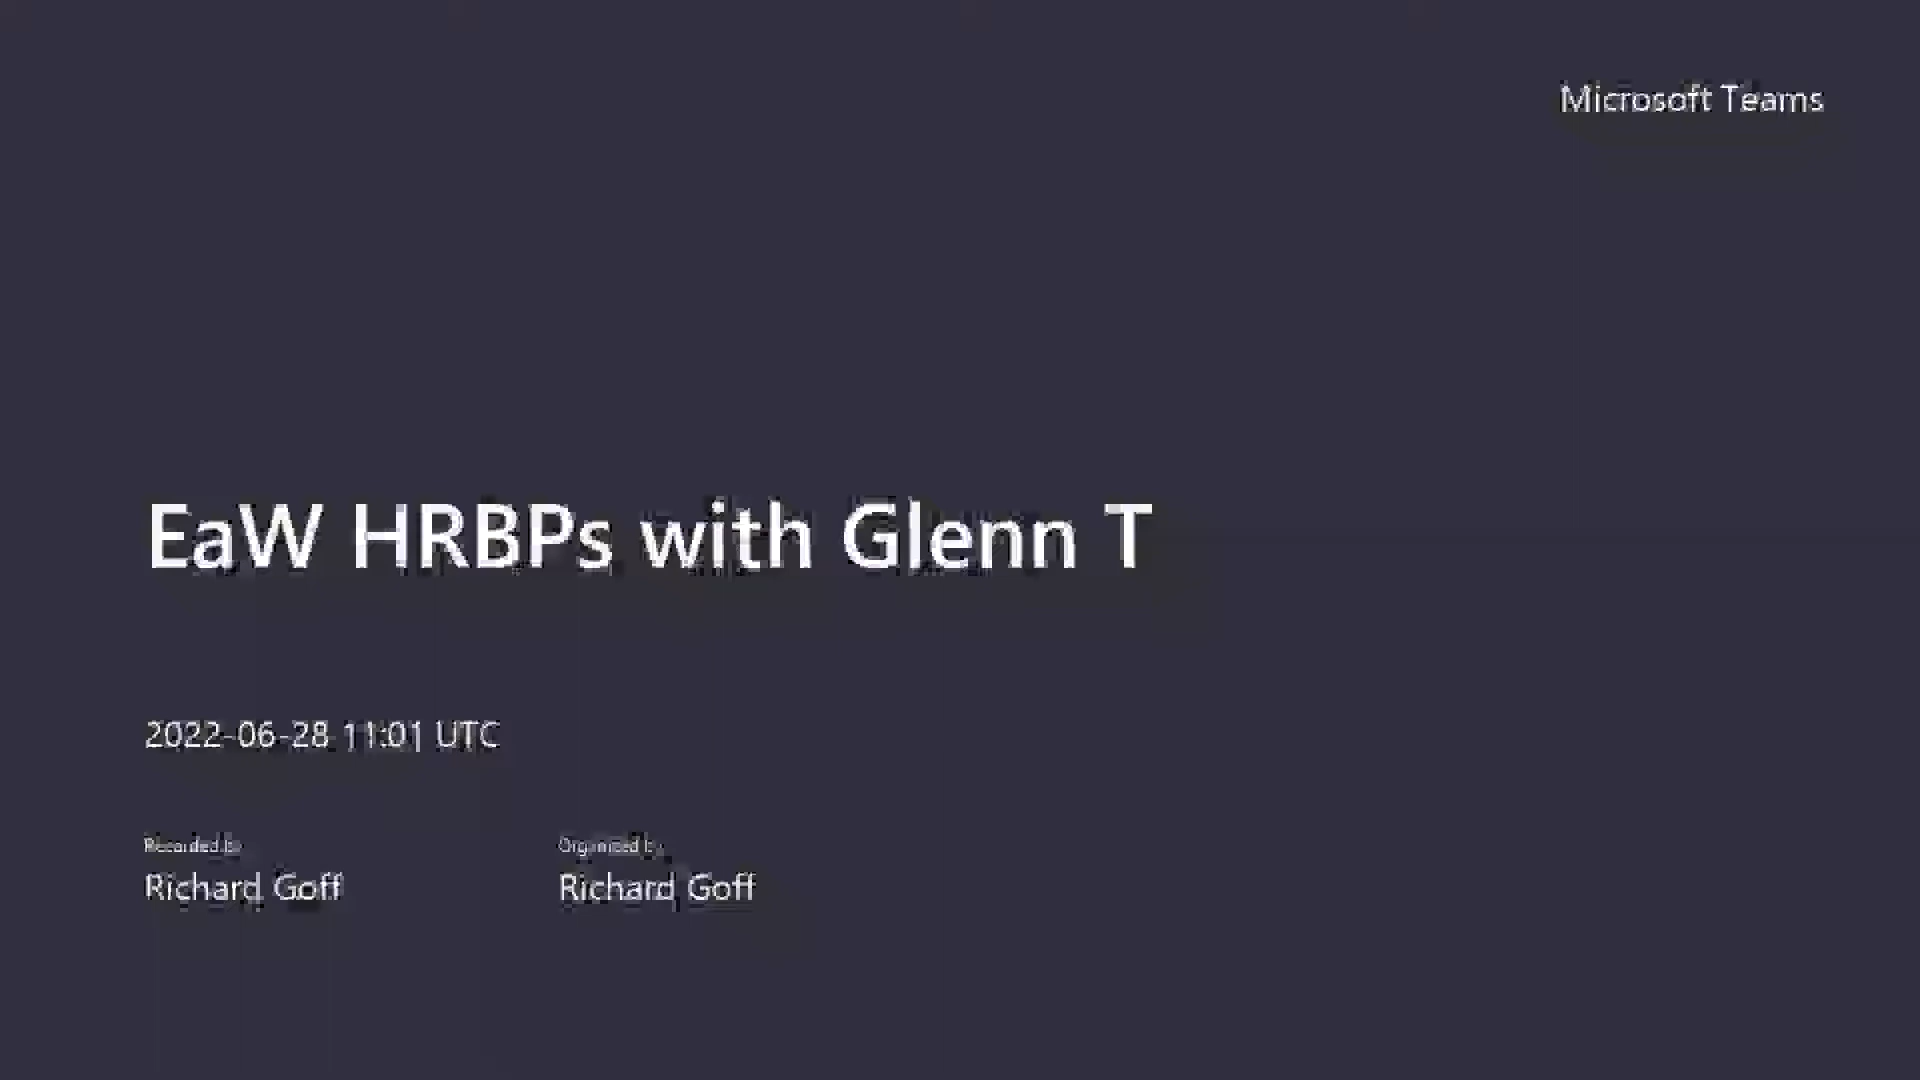 Microsoft Teams
EaW HRBPs with Glenn T
2022-06-28 11:01 UTC
Recorded by
Organized by
Richard Goff
Richard Goff